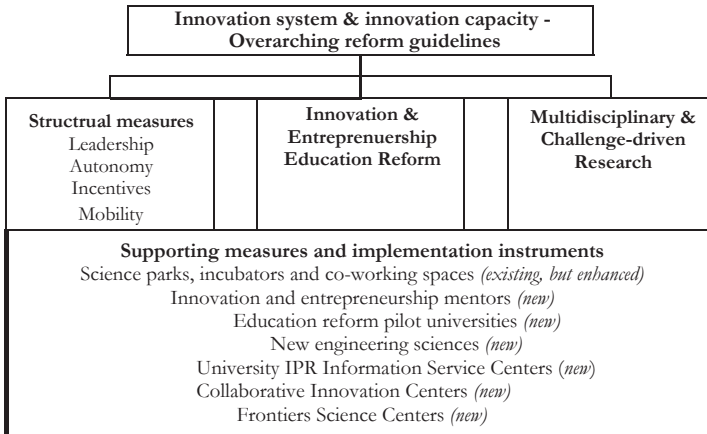 Innovation system & innovation capacity -
Overarching reform guidelines
Structrual measures
Leadership
Autonomy
Incentives
Mobility
Innovation &
Entreprenuership
Education Reform
Multidisciplinary &
Challenge-driven
Research
Supporting measures and implementation instruments
Science parks, incubators and co-working spaces (existing, but enhanced)
Innovation and entrepreneurship mentors (new)
Education reform pilot universities (new)
New engineering sciences (new)
University IPR Information Service Centers (new)
Collaborative Innovation Centers (new)
Frontiers Science Centers (new)